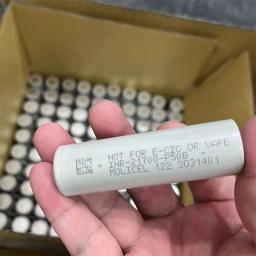 NOT FOR E-CIG OR VAPE
INR-21700-P50B
MOLICEL 122 3031401